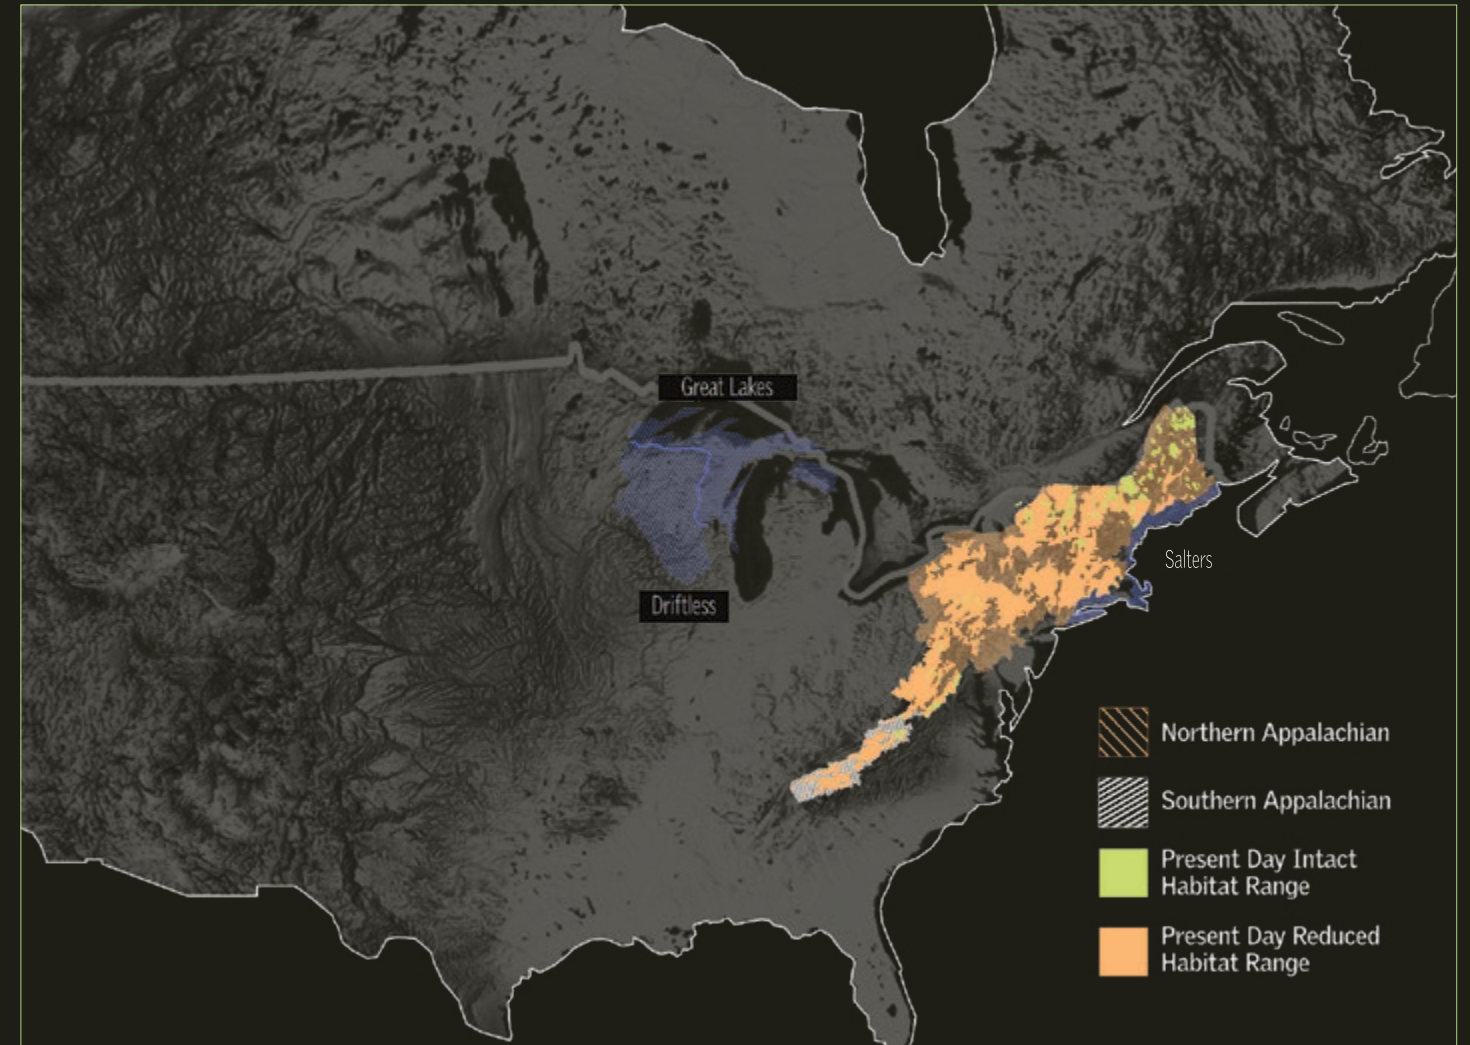 Great Lakes
Driftless
Salters
Northern Appalachian
Southern Appalachian
Present Day Intact
Habitat Range
Present Day Reduced
Habitat Range